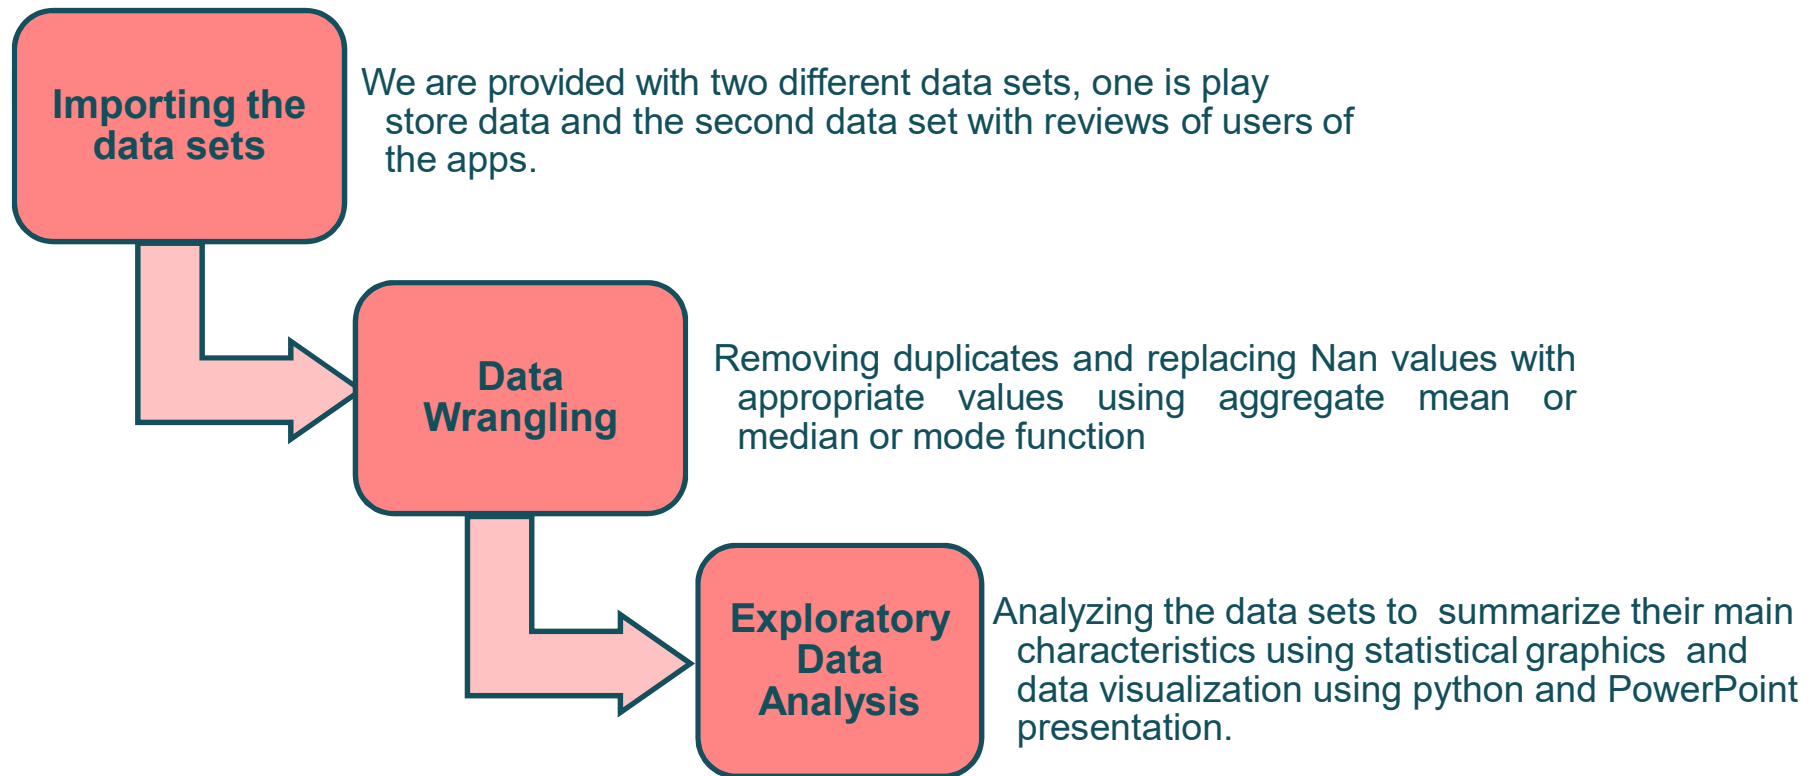 Importing the
data sets
We are provided with two different data sets, one is play
store data and the second data set with reviews of users of
the apps.
Data
Wrangling
Removing duplicates and replacing Nan values with
appropriate values using aggregate mean or
median or mode function
Exploratory
Data
Analysis
Analyzing the data sets to summarize their main
characteristics using statistical graphics and
data visualization using python and PowerPoint
presentation.